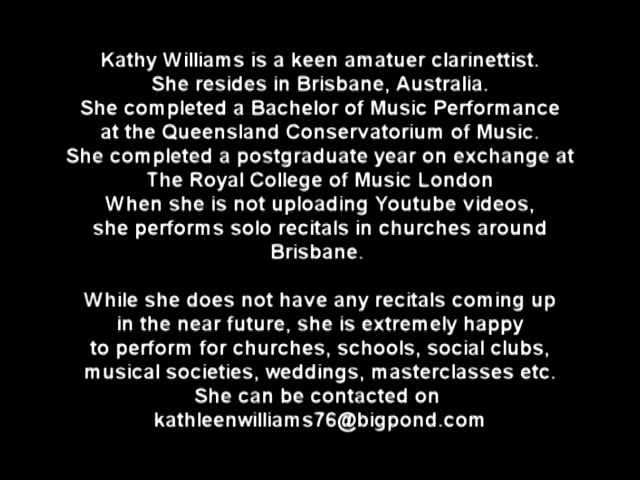 Kathy Williams is a keen amatuer clarinettist.
She resides in Brisbane, Australia.
She completed a Bachelor of Music Performance
at the Queensland Conservatorium of Music.
She completed a postgraduate year on exchange at
The Royal College of Music London
When she is not uploading Youtube videos,
she performs solo recitals in churches around
Brisbane.
While she does not have any recitals coming up
in the near future, she is extremely happy
to perform for churches, schools, social clubs,
musical societies, weddings, masterclasses etc.
She can be contacted on
kathleenwilliams76@bigpond.com